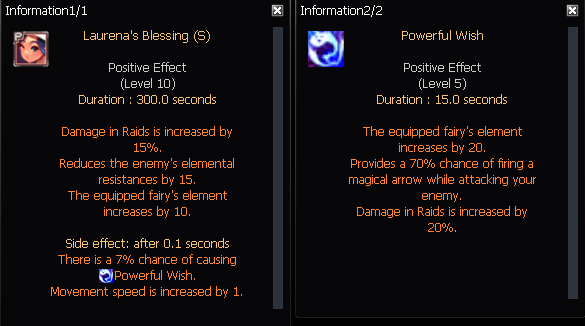 Information1/1
Laurena's Blessing (S)
Positive Effect
(Level 10)
Duration : 300.0 seconds
Damage in Raids is increased by
15%.
Reduces the enemy's elemental
resistances by 15.
The equipped fairy's element
increases by 10.
Side effect: after 0.1 seconds
There is a 7% chance of causing
Powerful Wish.
Movement speed is increased by 1.
Information2/2
Powerful Wish
Positive Effect
(Level 5)
Duration : 15.0 seconds
The equipped fairy's element
increases by 20.
Provides a 70% chance of firing a
magical arrow while attacking your
enemy.
Damage in Raids is increased by
20%.